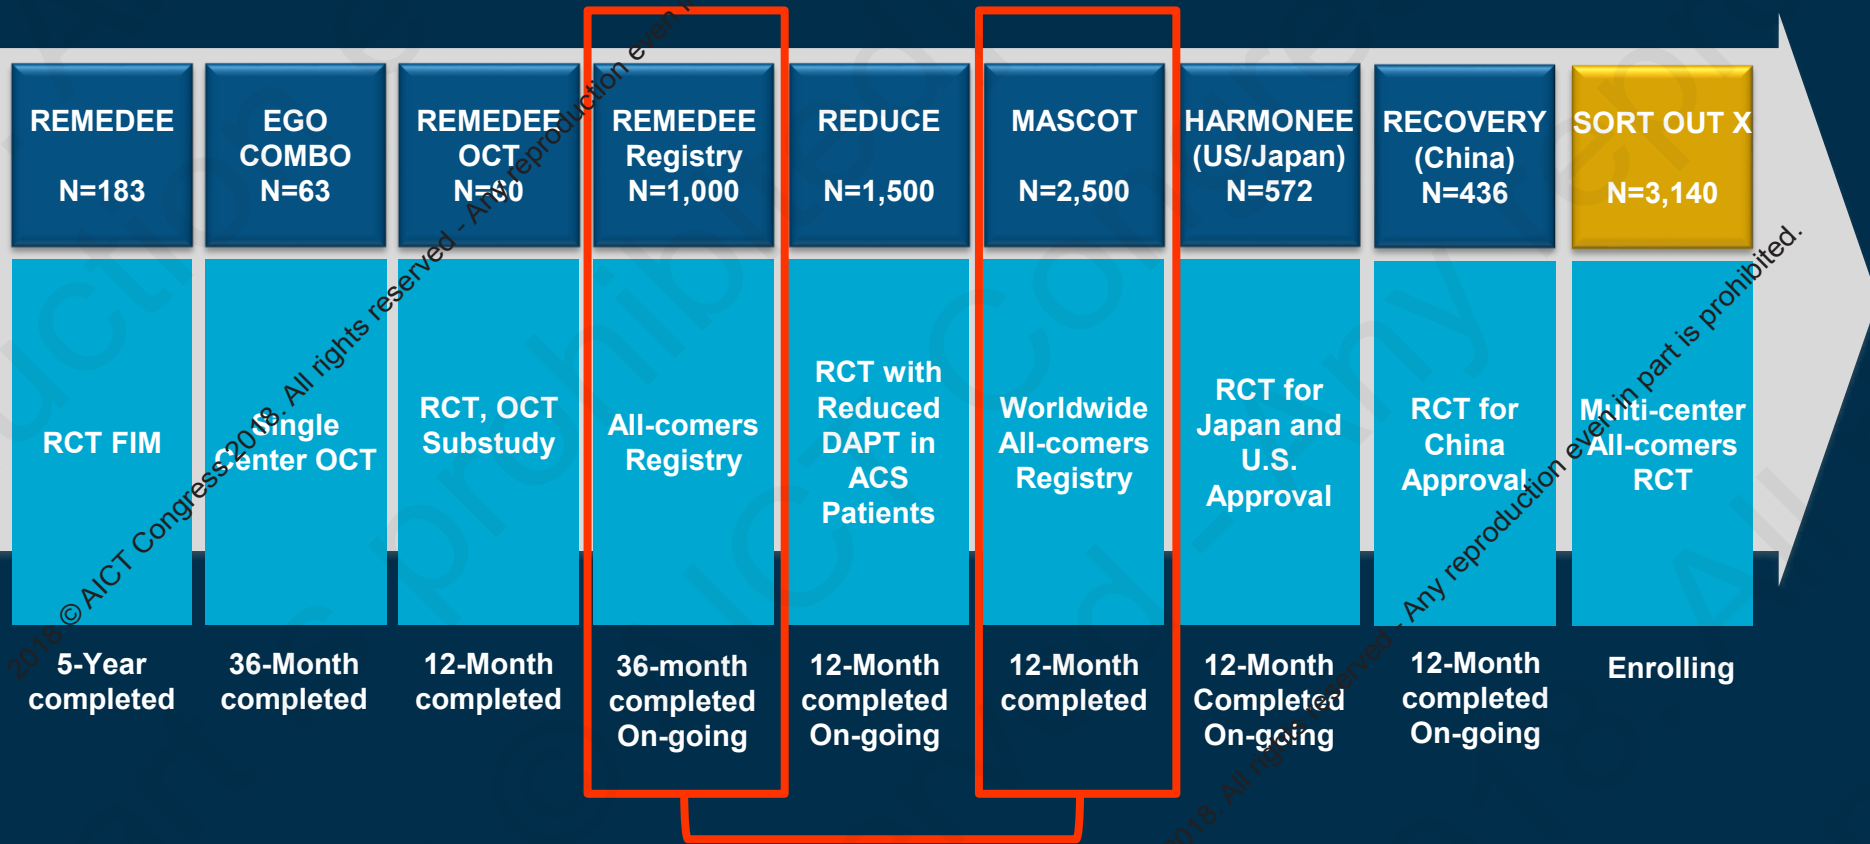 REMEDEE
N=183
EGO
COMBO
N=63
REMEDEE
OCT
N=60
REMEDEE
Registry
N=1,000
REDUCE
N=1,500
MASCOT
N=2,500
HARMONEE
(US/Japan)
N=572
RECOVERY
(China)
N=436
SORT OUT X
N=3,140
RCT FIM
Single
Center OCT
RCT, OCT
Substudy
All-comers
Registry
RCT with
Reduced
DAPT in
ACS
Patients
Worldwide
All-comers
Registry
RCT for
Japan and
U.S.
Approval
RCT for
China
Approval
Multi-center
All-comers
RCT
5-Year
completed
36-Month
completed
12-Month
completed
36-month
completed
On-going
12-Month
completed
On-going
12-Month
completed
12-Month
Completed
On-going
12-Month
completed
On-going
Enrolling
2018 © AICT Congress 2018. All rights reserved - Any reproduction even
2018. All rights reserved - Any reproduction even in part is prohibited.